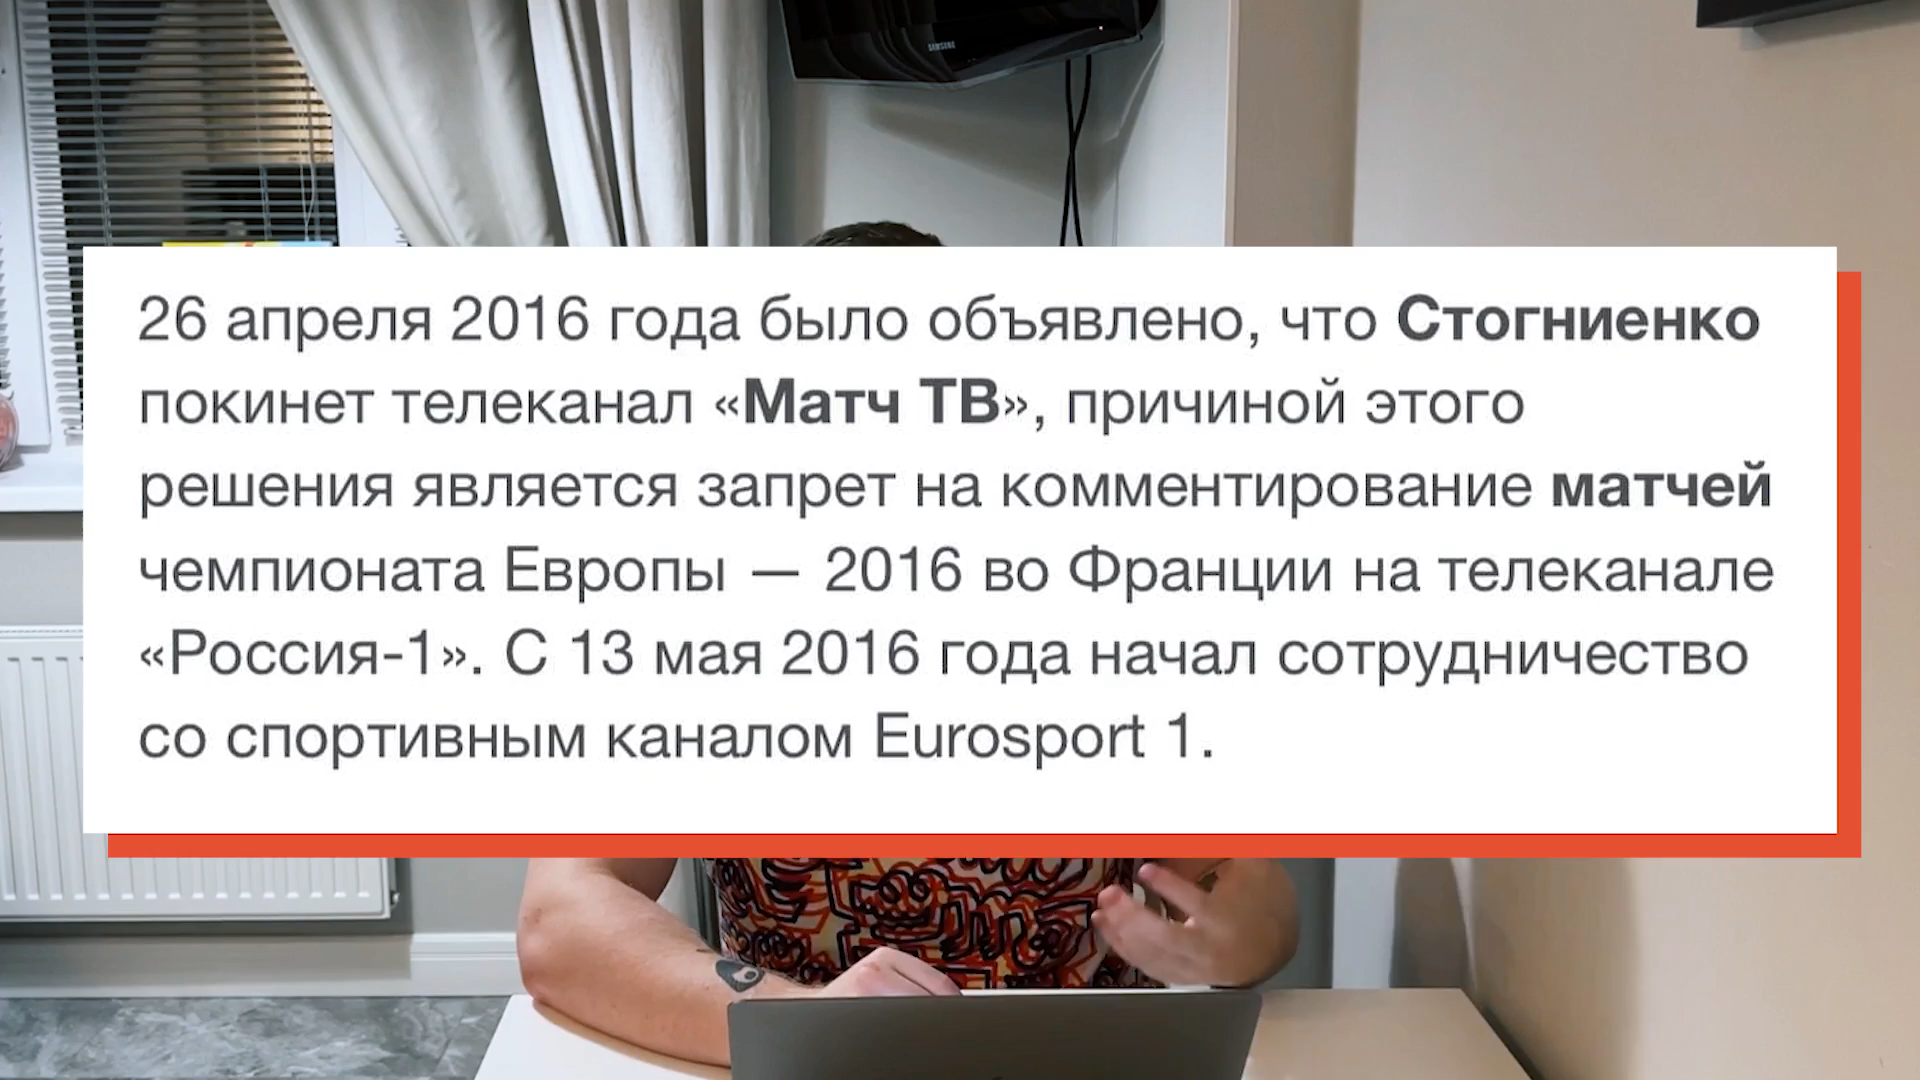 SAMSUNG
26 апреля 2016 года было объявлено, что Стогниенко
покинет телеканал «Матч ТВ», причиной этого
решения является запрет на комментирование матчей
чемпионата Европы — 2016 во Франции на телеканале
«Россия-1». С 13 мая 2016 года начал сотрудничество
со спортивным каналом Eurosport 1.